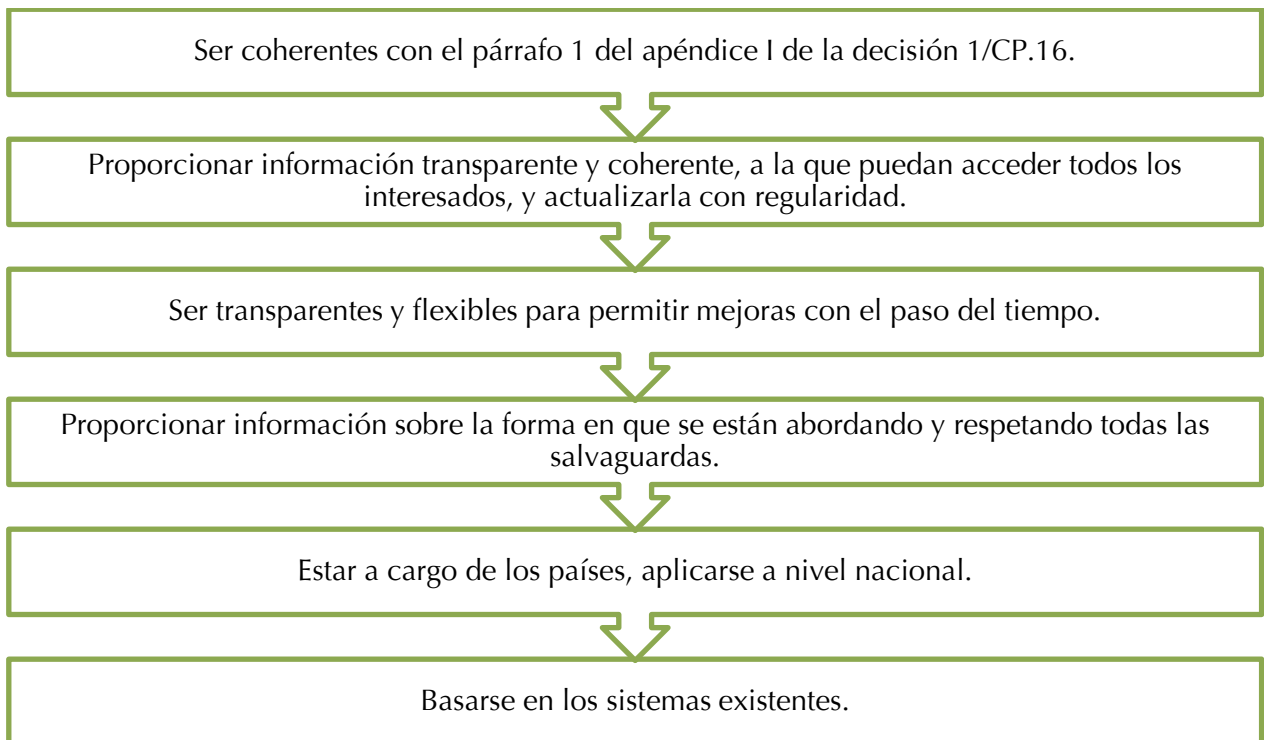 Ser coherentes con el párrafo 1 del apéndice I de la decisión 1/CP.16.
Proporcionar información transparente y coherente, a la que puedan acceder todos los
interesados, y actualizarla con regularidad.
Ser transparentes y flexibles para permitir mejoras con el paso del tiempo.
Proporcionar información sobre la forma en que se están abordando y respetando todas las
salvaguardas.
Estar a cargo de los países, aplicarse a nivel nacional.
Basarse en los sistemas existentes.